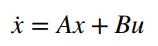 ẋ = Ax + Bu